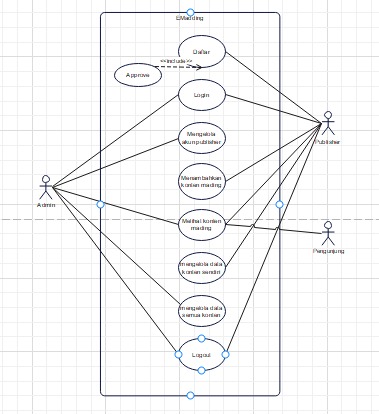 EMadding
Daftar
<<include>>
Approve
Login
Mengelola
akun publisher
Publisher
Menambahkan
konten mading
Admin
Melihat konten
mading
Pengunjung
mengelola data
konten sendiri
mengelola data
semua konten
Logout